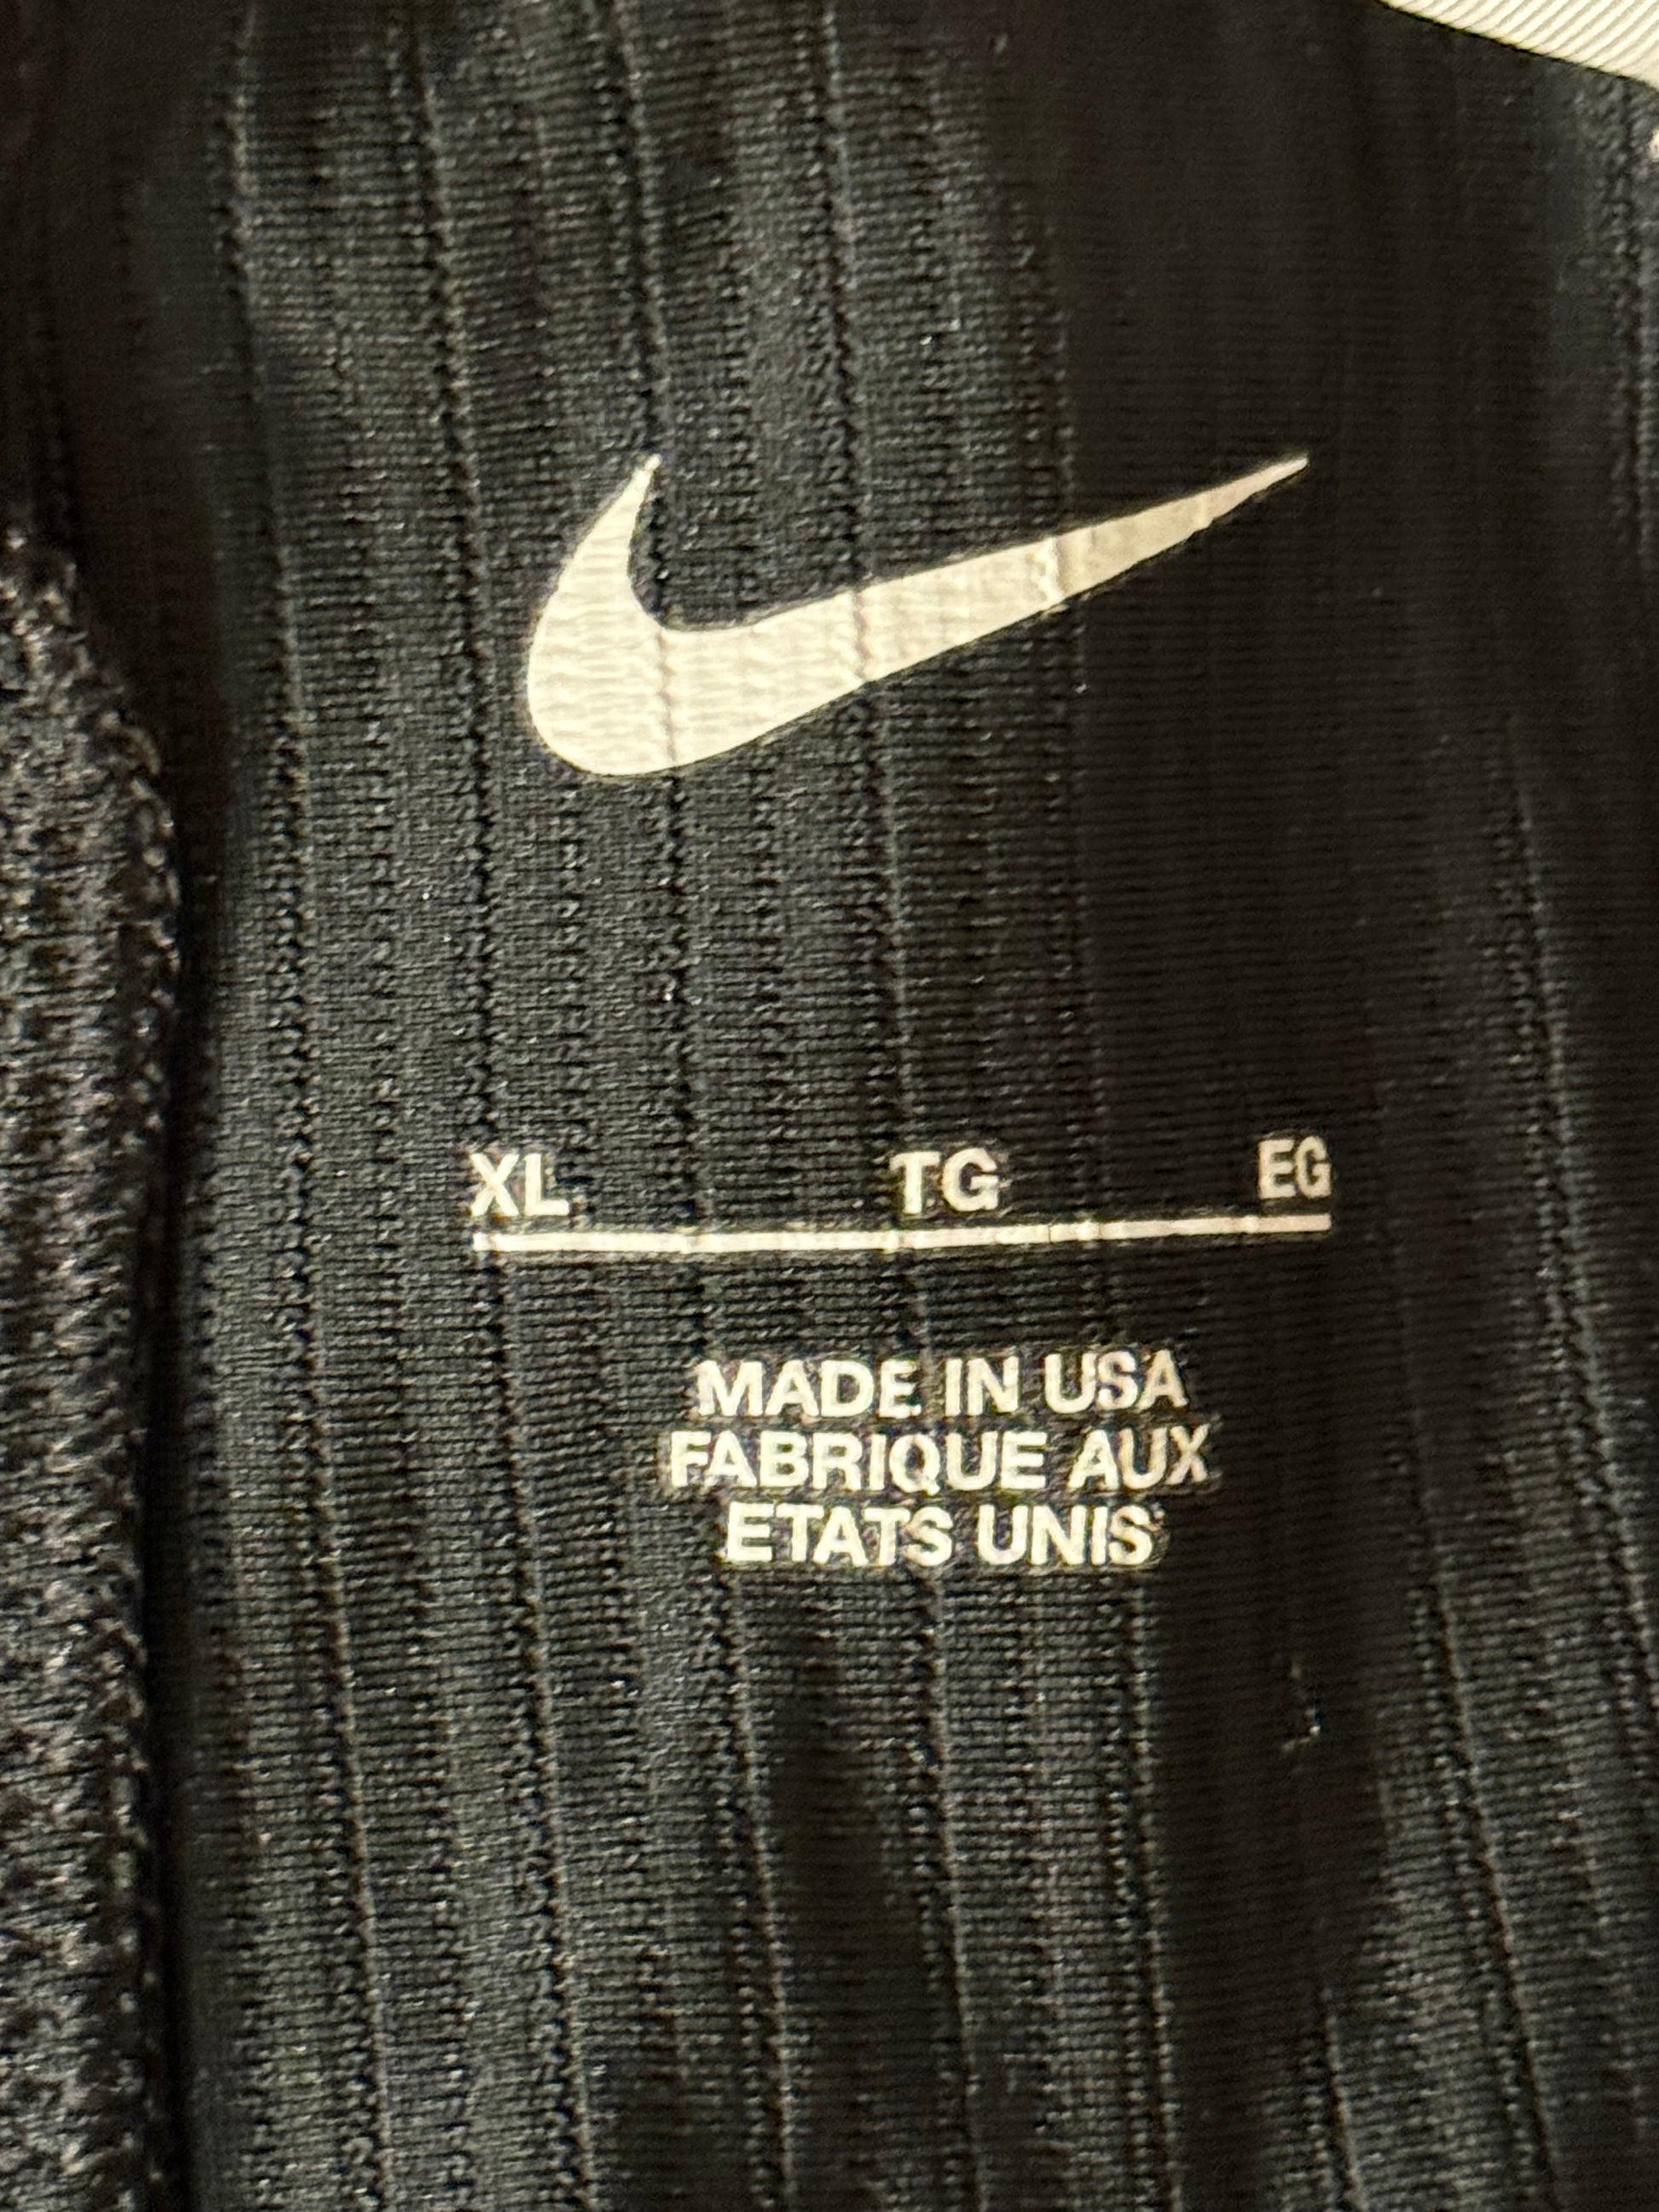 XL TG EG
MADE IN USA
FABRIQUE AUX
ETATS UNIS